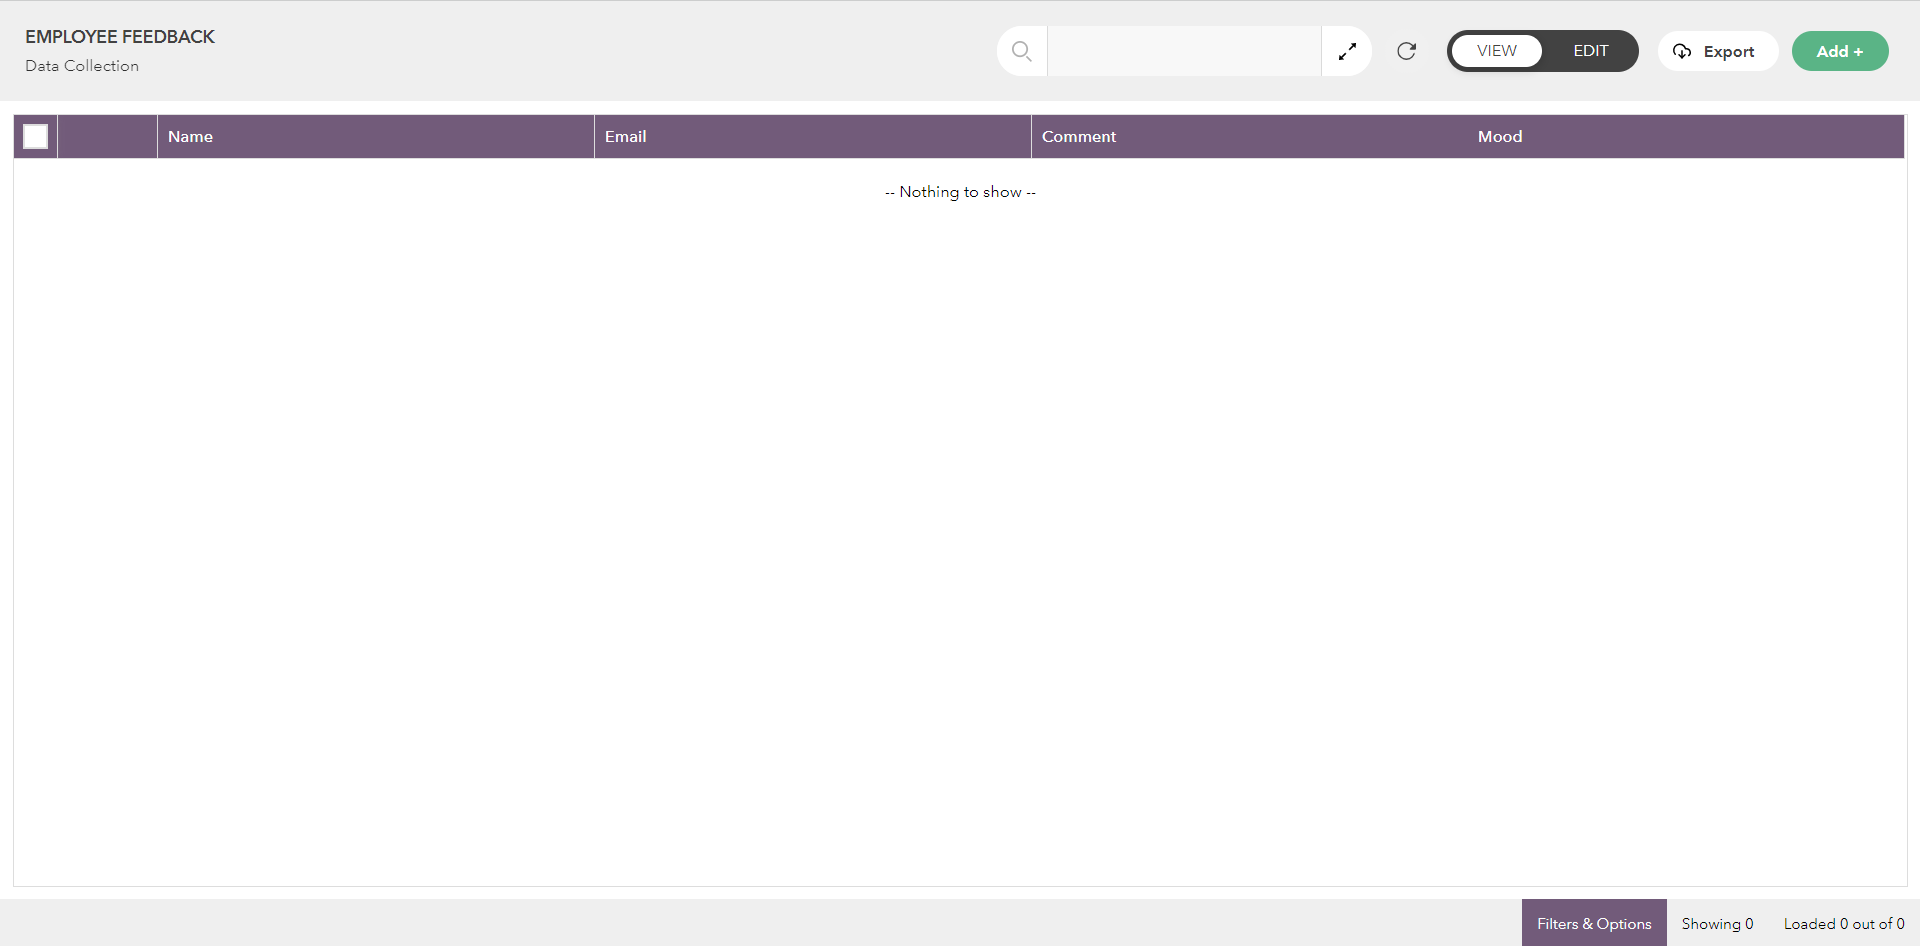 EMPLOYEE FEEDBACK
Data Collection
VIEW
EDIT
Export
Add +
Name
Email
Comment
Mood
-- Nothing to show --
Filters & Options
Showing 0
Loaded 0 out of 0